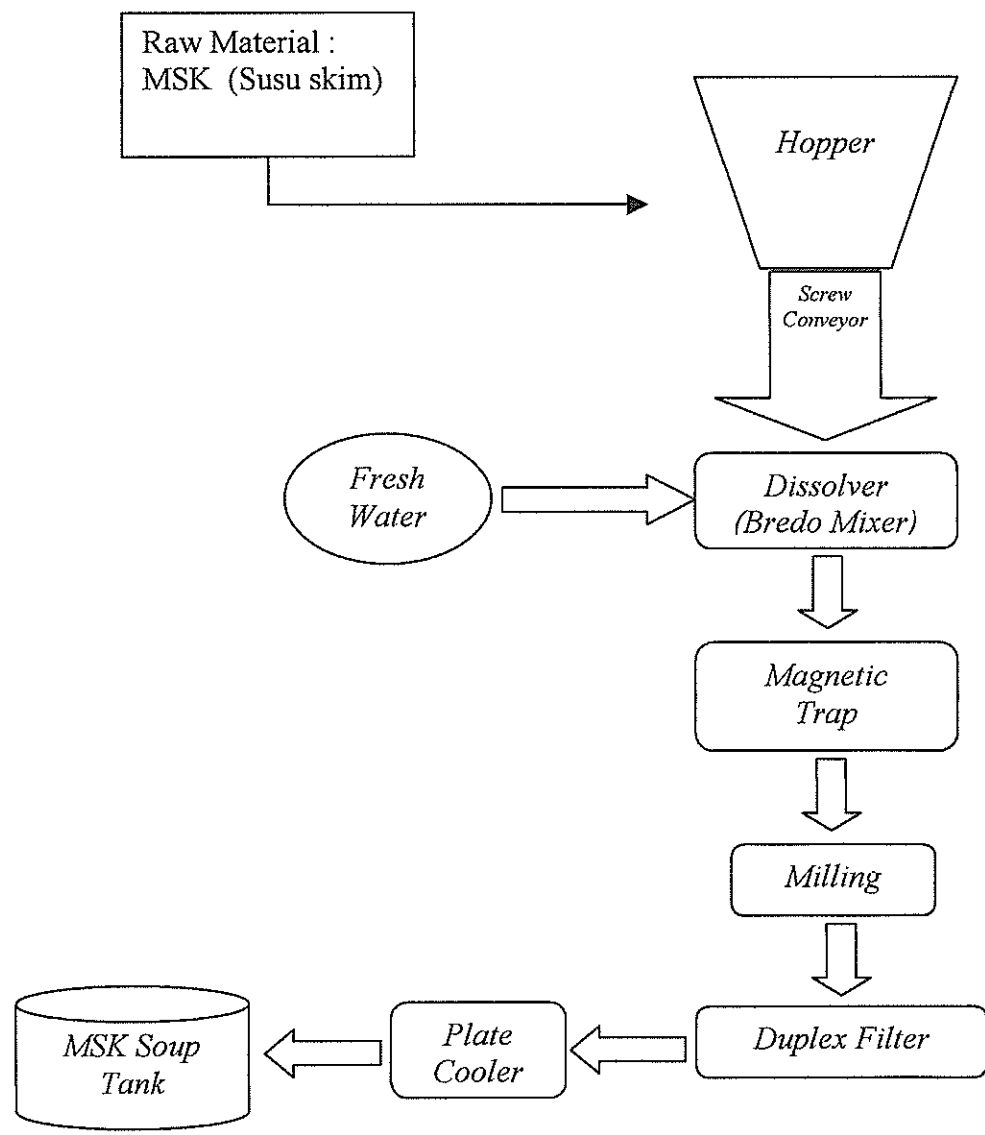 Raw Material :
MSK (Susu skim)
Hopper
Screw
Conveyor
Fresh
Water
Dissolver
(Bredo Mixer)
Magnetic
Trap
Milling
Duplex Filter
Plate
Cooler
MSK Soup
Tank